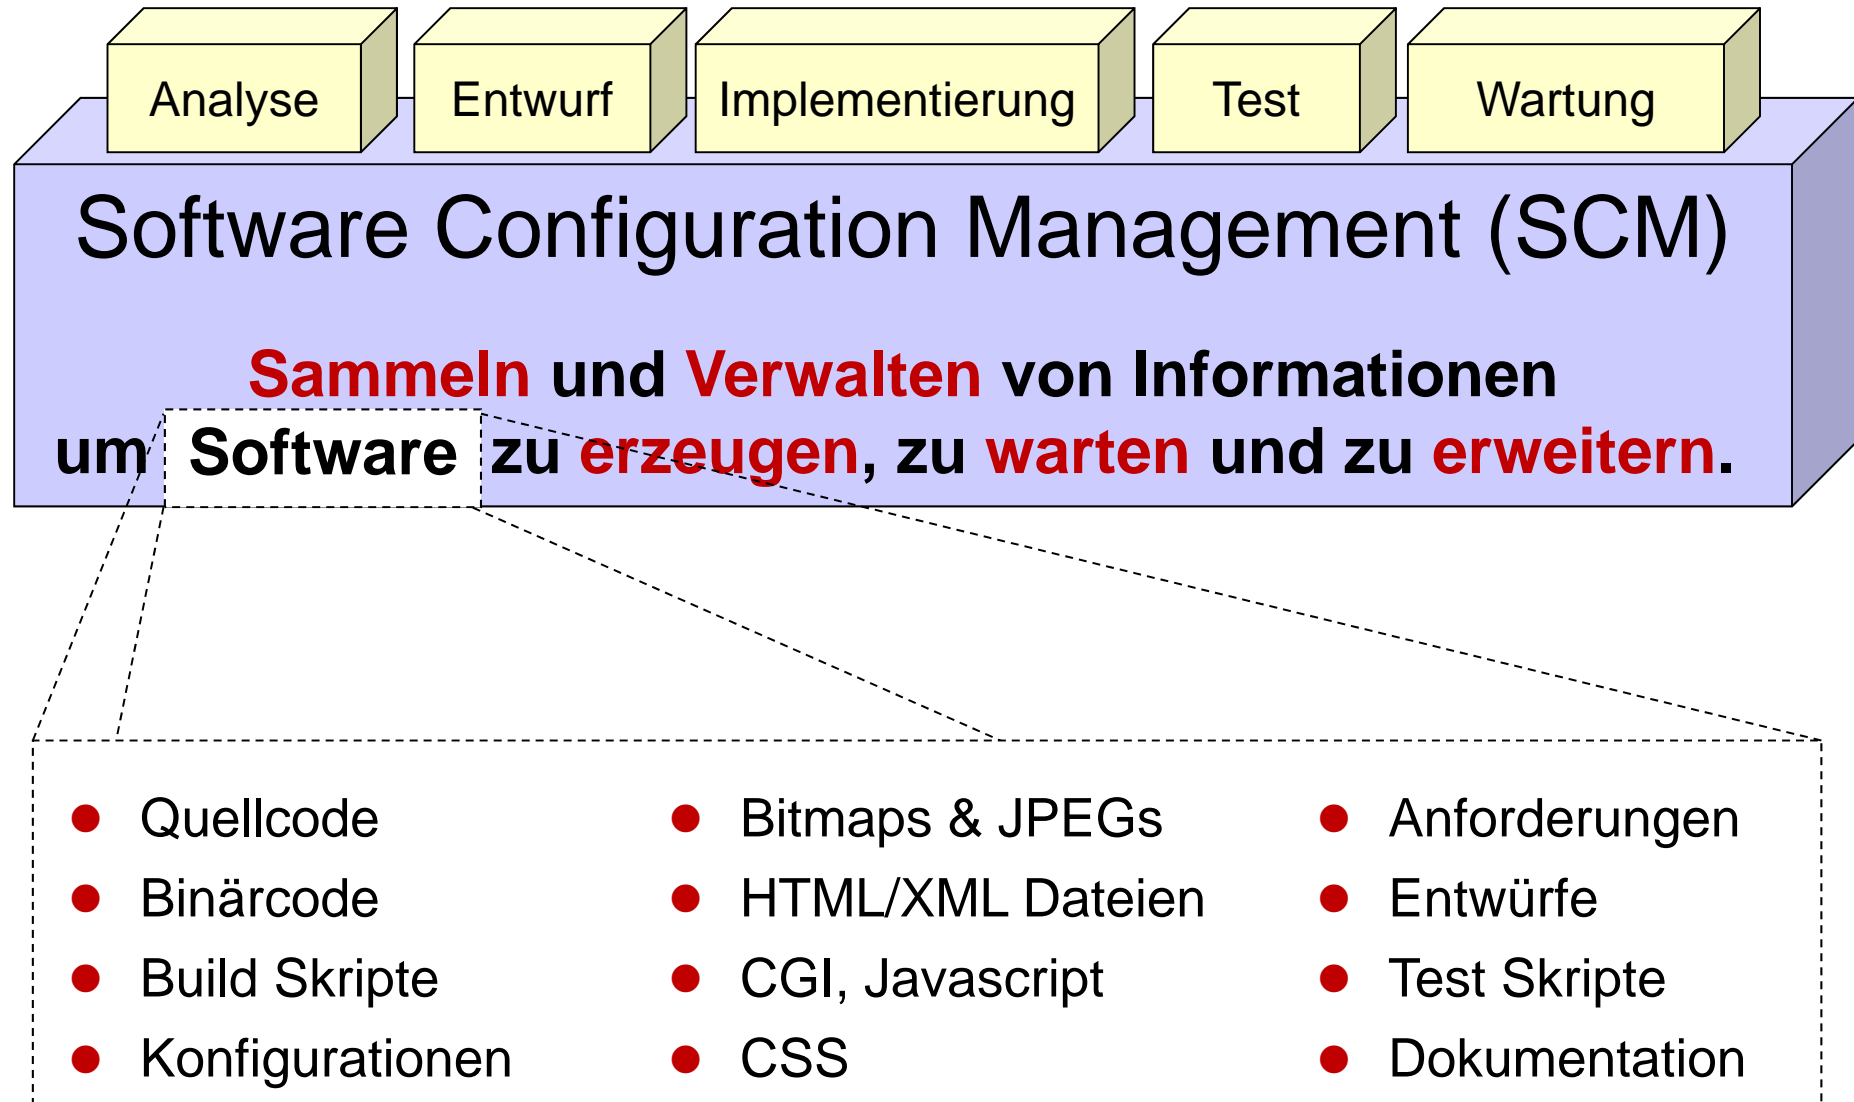 Analyse
Entwurf
Implementierung
Test
Wartung
Software Configuration Management (SCM)
Sammeln und Verwalten von Informationen
um Software zu erzeugen, zu warten und zu erweitern.
Quellcode
Binärcode
Build Skripte
Konfigurationen
Bitmaps & JPEGs
HTML/XML Dateien
CGI, Javascript
CSS
Anforderungen
Entwürfe
Test Skripte
Dokumentation